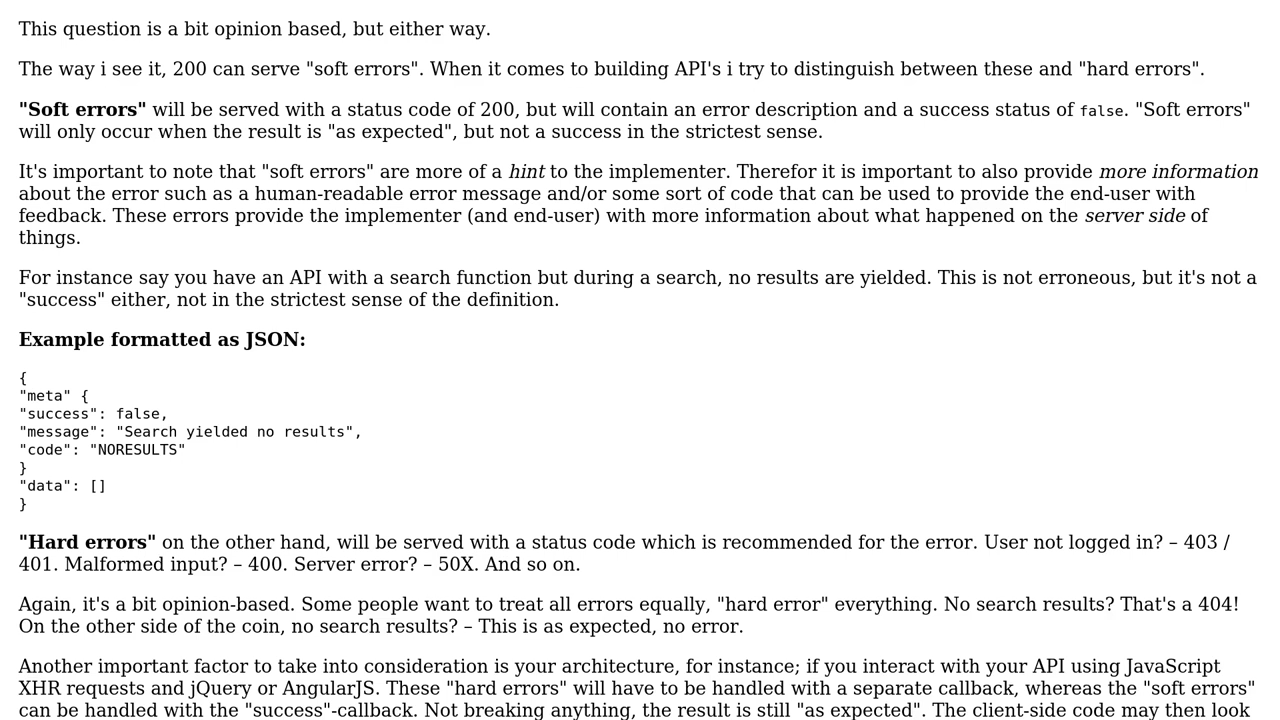 This question is a bit opinion based, but either way.
The way i see it, 200 can serve "soft errors". When it comes to building API's i try to distinguish between these and "hard errors".
"Soft errors" will be served with a status code of 200, but will contain an error description and a success status of false. "Soft errors"
will only occur when the result is "as expected", but not a success in the strictest sense.
It's important to note that "soft errors" are more of a hint to the implementer. Therefor it is important to also provide more information
about the error such as a human-readable error message and/or some sort of code that can be used to provide the end-user with
feedback. These errors provide the implementer (and end-user) with more information about what happened on the server side of
things.
For instance say you have an API with a search function but during a search, no results are yielded. This is not erroneous, but it's not a
"success" either, not in the strictest sense of the definition.
Example formatted as JSON:
{
"meta" {
"success": false,
"message": "Search yielded no results",
"code": "NORESULTS"
}
"data": []
}
"Hard errors" on the other hand, will be served with a status code which is recommended for the error. User not logged in? – 403 /
401. Malformed input? – 400. Server error? – 50X. And so on.
Again, it's a bit opinion-based. Some people want to treat all errors equally, "hard error" everything. No search results? That's a 404!
On the other side of the coin, no search results? – This is as expected, no error.
Another important factor to take into consideration is your architecture, for instance; if you interact with your API using JavaScript
XHR requests and jQuery or AngularJS. These "hard errors" will have to be handled with a separate callback, whereas the "soft errors"
can be handled with the "success"-callback. Not breaking anything, the result is still "as expected". The client-side code may then look